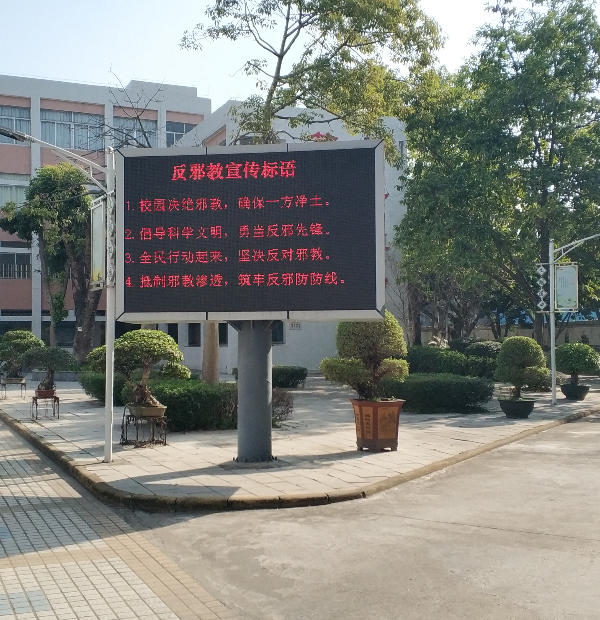 反邪教宣传标语
1. 校园决绝邪教，确保一方净土。
2. 倡导科学文明，勇当反邪先锋。
3. 全民行动起来，坚决反对邪教。
4. 抵制邪教渗透，筑牢反邪防防线。